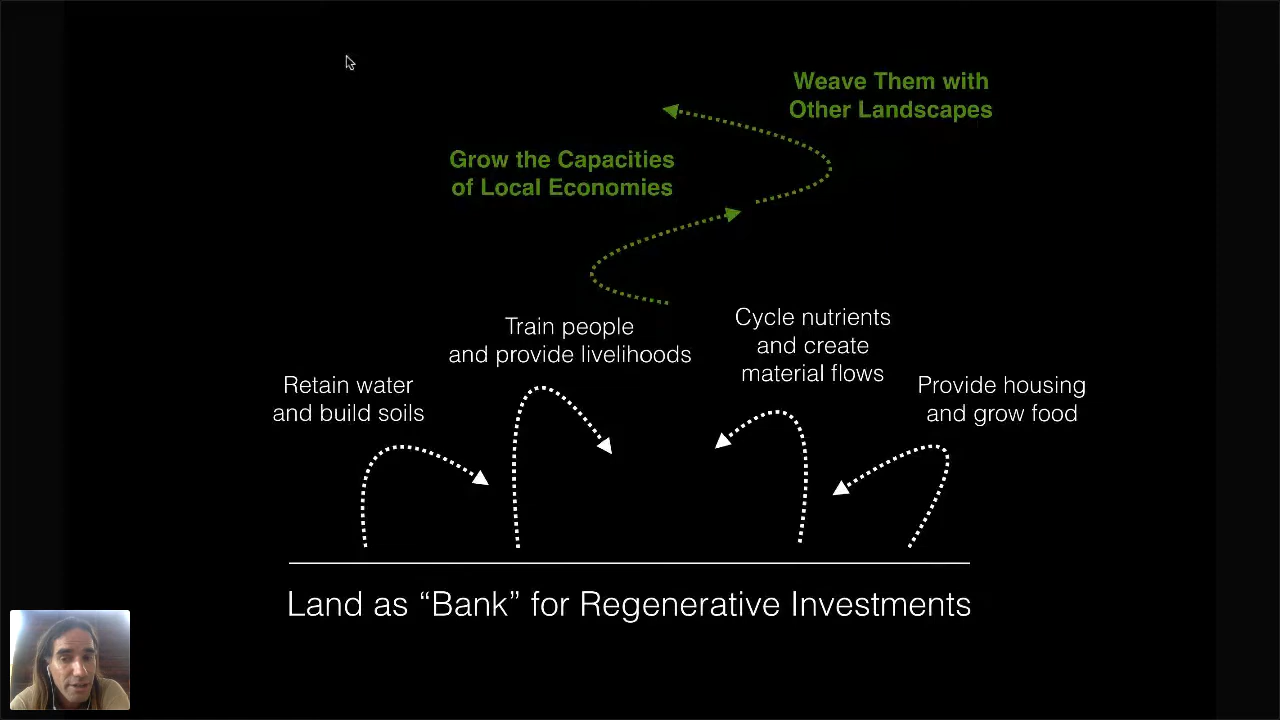 Weave Them with
Other Landscapes
Grow the Capacities
of Local Economies
Train people
and provide livelihoods
Cycle nutrients
and create
material flows
Retain water
and build soils
Provide housing
and grow food
Land as “Bank” for Regenerative Investments